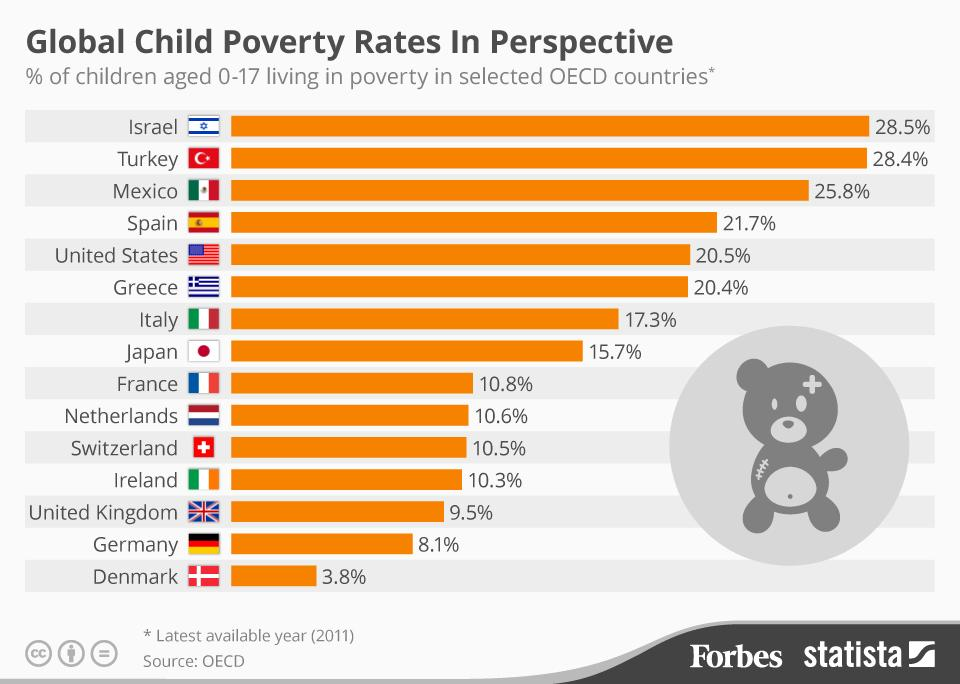 Global Child Poverty Rates In Perspective
% of children aged 0-17 living in poverty in selected OECD countries*
Israel 28.5%
Turkey 28.4%
Mexico 25.8%
Spain 21.7%
United States 20.5%
Greece 20.4%
Italy 17.3%
Japan 15.7%
France 10.8%
Netherlands 10.6%
Switzerland 10.5%
Ireland 10.3%
United Kingdom 9.5%
Germany 8.1%
Denmark 3.8%
* Latest available year (2011)
Source: OECD
cc
Forbes statista